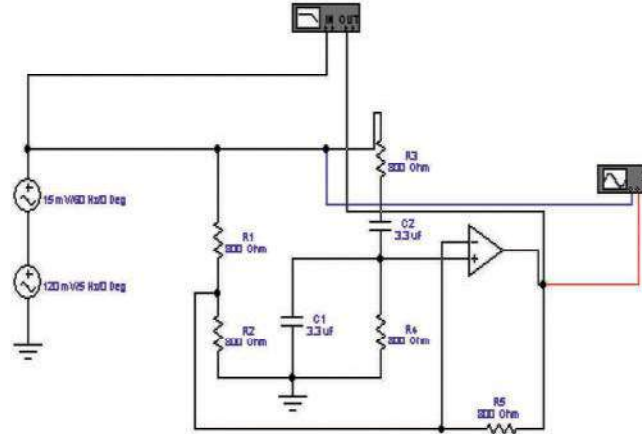 IN OUT
R3
800 Ohm
15 mV/60 Hz/0 Deg
C2
3.3 uF
R1
800 Ohm
120 mV/5 Hz/0 Deg
C1
3.3 uF
R2
800 Ohm
R4
800 Ohm
R5
800 Ohm